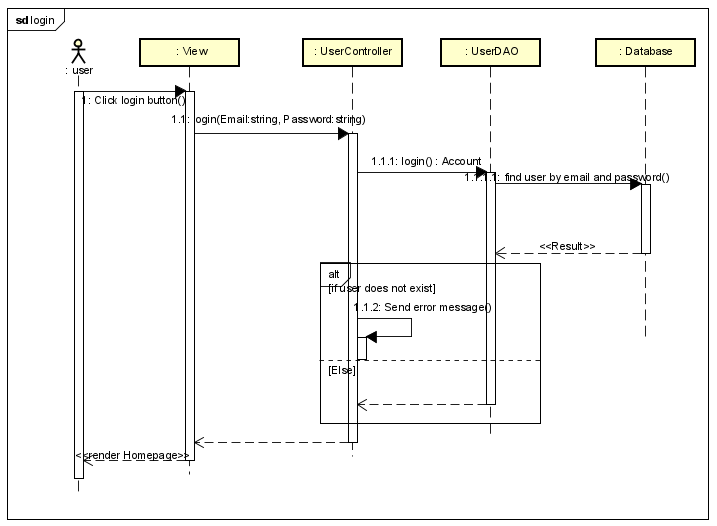 sd login
: user
: View
: UserController
: UserDAO
: Database
1: Click login button()
1.1: login(Email:string, Password:string)
1.1.1: login() : Account
1.1.1.1: find user by email and password()
<<Result>>
alt
[if user does not exist]
1.1.2: Send error message()
[Else]
<<render Homepage>>